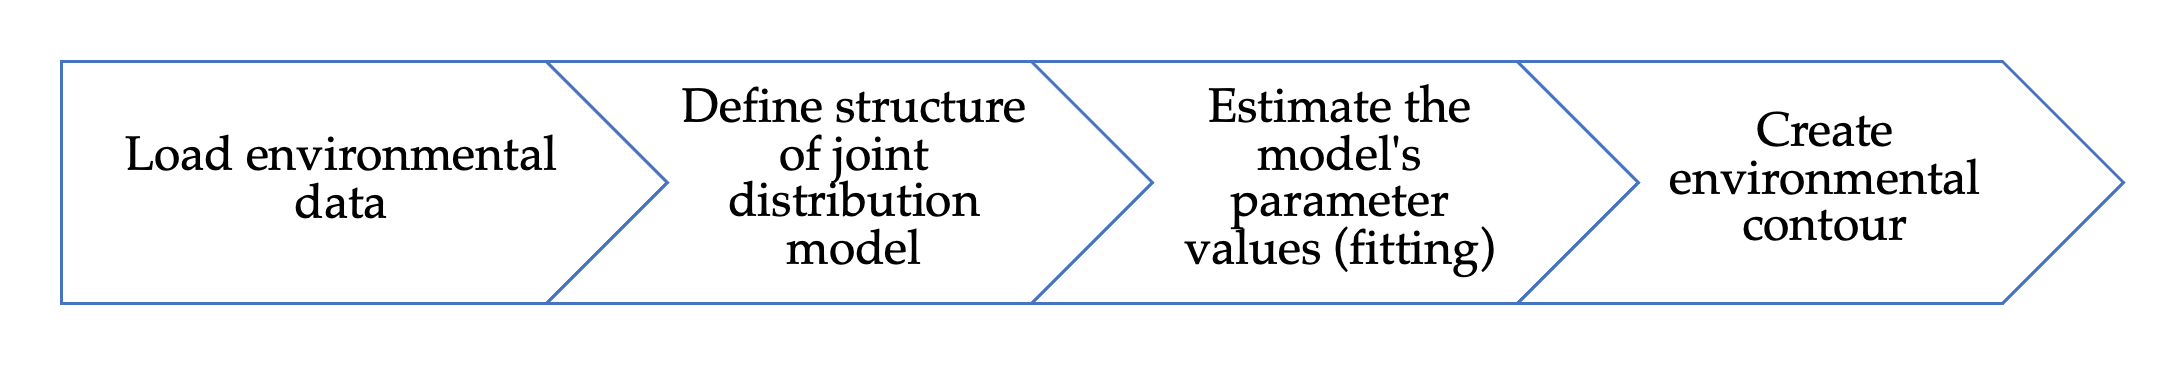 Load environmental
data
Define structure
of joint
distribution
model
Estimate the
model's
parameter
values (fitting)
Create
environmental
contour